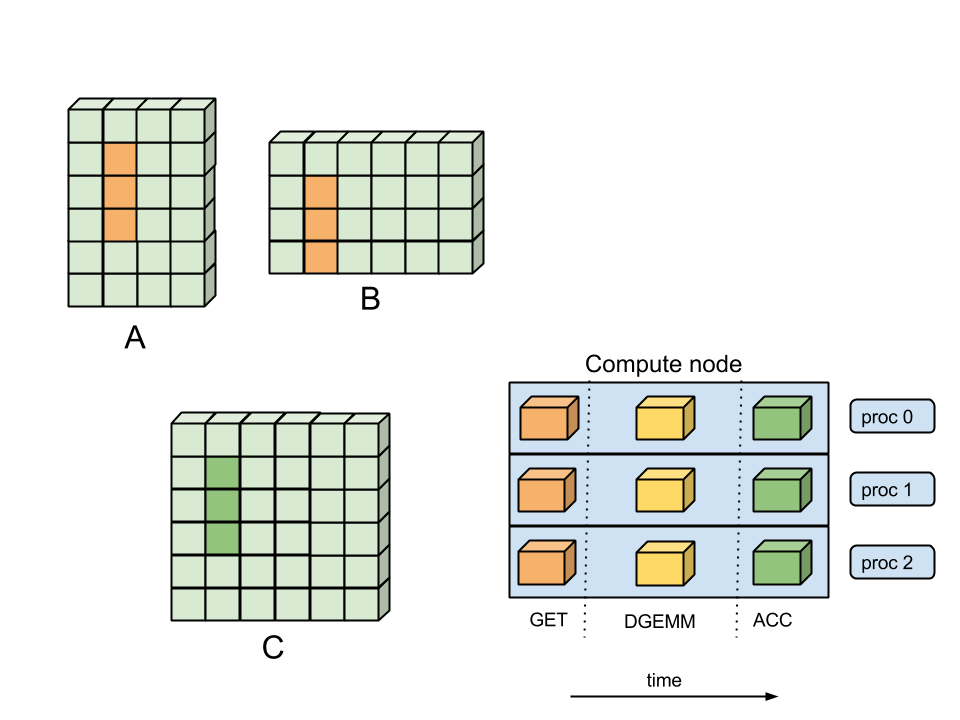 A
B
C
Compute node
proc 0
proc 1
proc 2
GET
DGEMM
ACC
time